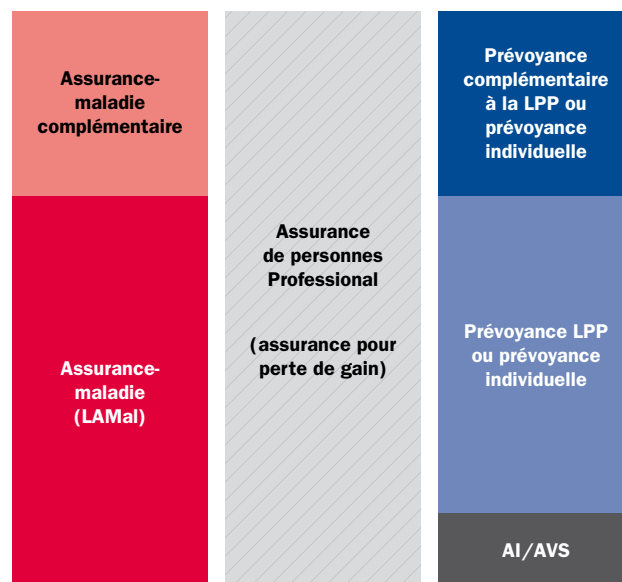 Assurance-
maladie
complémentaire
Assurance-
maladie
(LAMal)
Assurance
de personnes
Professional
(assurance pour
perte de gain)
Prévoyance
complémentaire
à la LPP ou
prévoyance
individuelle
Prévoyance LPP
ou prévoyance
individuelle
AI/AVS